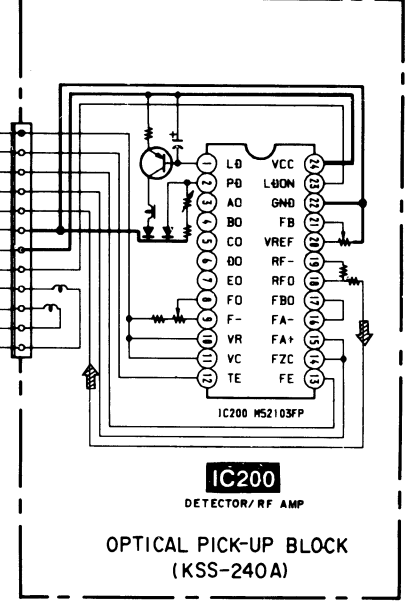 +
1 LD VCC 24
2 PD LDON 23
3 AO GND 22
4 BO FB 21
5 CO VREF 20
6 DO RF- 19
7 EO RFO 18
8 FO FBO 17
9 F- FA- 16
10 VR FA+ 15
11 VC FZC 14
12 TE FE 13
IC200 M52103FP
IC200
DETECTOR/RF AMP
OPTICAL PICK-UP BLOCK
(KSS-240A)